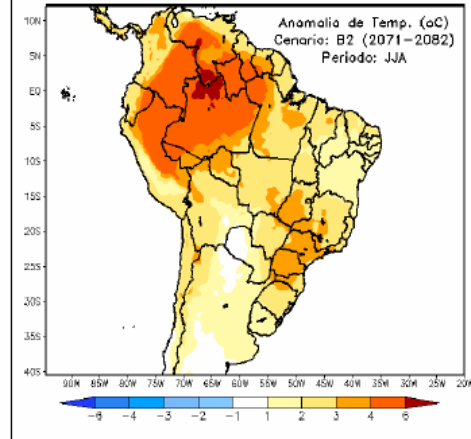 Anomalia de Temp. (oC)
Cenario: B2 (2071-2082)
Periodo: JJA
10N
5N
EQ
5S
10S
15S
20S
25S
30S
35S
40S
90W 85W 80W 75W 70W 65W 60W 55W 50W 45W 40W 35W 30W 25W 20W
-6 -4 -3 -2 -1 1 2 3 4 6